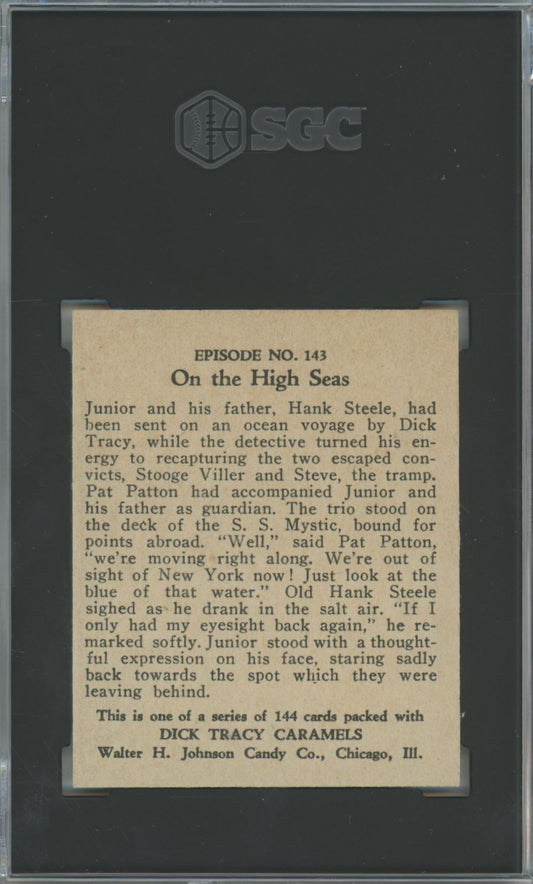 SGC
EPISODE NO. 143
On the High Seas
Junior and his father, Hank Steele, had
been sent on an ocean voyage by Dick
Tracy, while the detective turned his en-
ergy to recapturing the two escaped con-
victs, Stooge Viller and Steve, the tramp.
Pat Patton had accompanied Junior and
his father as guardian. The trio stood on
the deck of the S. S. Mystic, bound for
points abroad. "Well," said Pat Patton,
"we're moving right along. We're out of
sight of New York now! Just look at the
blue of that water." Old Hank Steele
sighed as he drank in the salt air. "If I
only had my eyesight back again," he re-
marked softly. Junior stood with a thought-
ful expression on his face, staring sadly
back towards the spot which they were
leaving behind.
This is one of a series of 144 cards packed with
DICK TRACY CARAMELS
Walter H. Johnson Candy Co., Chicago, Ill.